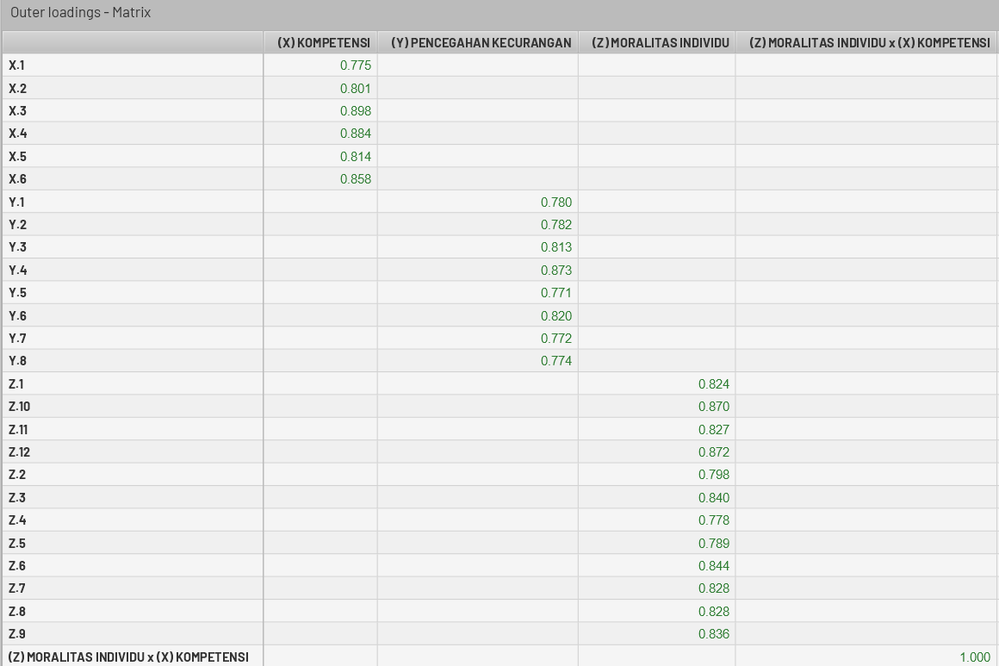 Outer loadings - Matrix
(X) KOMPETENSI (Y) PENCEGAHAN KECURANGAN (Z) MORALITAS INDIVIDU (Z) MORALITAS INDIVIDU x (X) KOMPETENSI
X.1 0.775
X.2 0.801
X.3 0.898
X.4 0.884
X.5 0.814
X.6 0.858
Y.1 0.780
Y.2 0.782
Y.3 0.813
Y.4 0.873
Y.5 0.771
Y.6 0.820
Y.7 0.772
Y.8 0.774
Z.1 0.824
Z.10 0.870
Z.11 0.827
Z.12 0.872
Z.2 0.798
Z.3 0.840
Z.4 0.778
Z.5 0.789
Z.6 0.844
Z.7 0.828
Z.8 0.828
Z.9 0.836
(Z) MORALITAS INDIVIDU x (X) KOMPETENSI 1.000